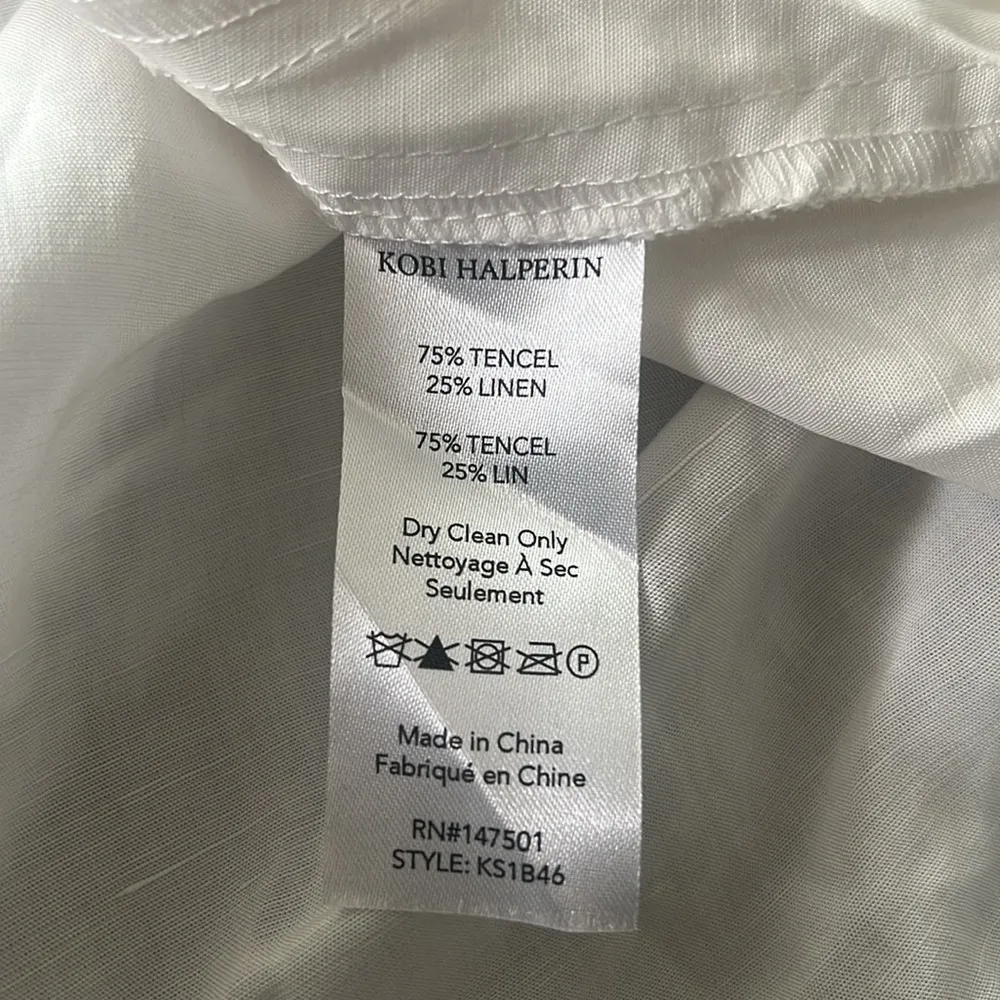 KOBI HALPERIN
75% TENCEL
25% LINEN
75% TENCEL
25% LIN
Dry Clean Only
Nettoyage À Sec
Seulement
P
Made in China
Fabriqué en Chine
RN#147501
STYLE: KS1B46